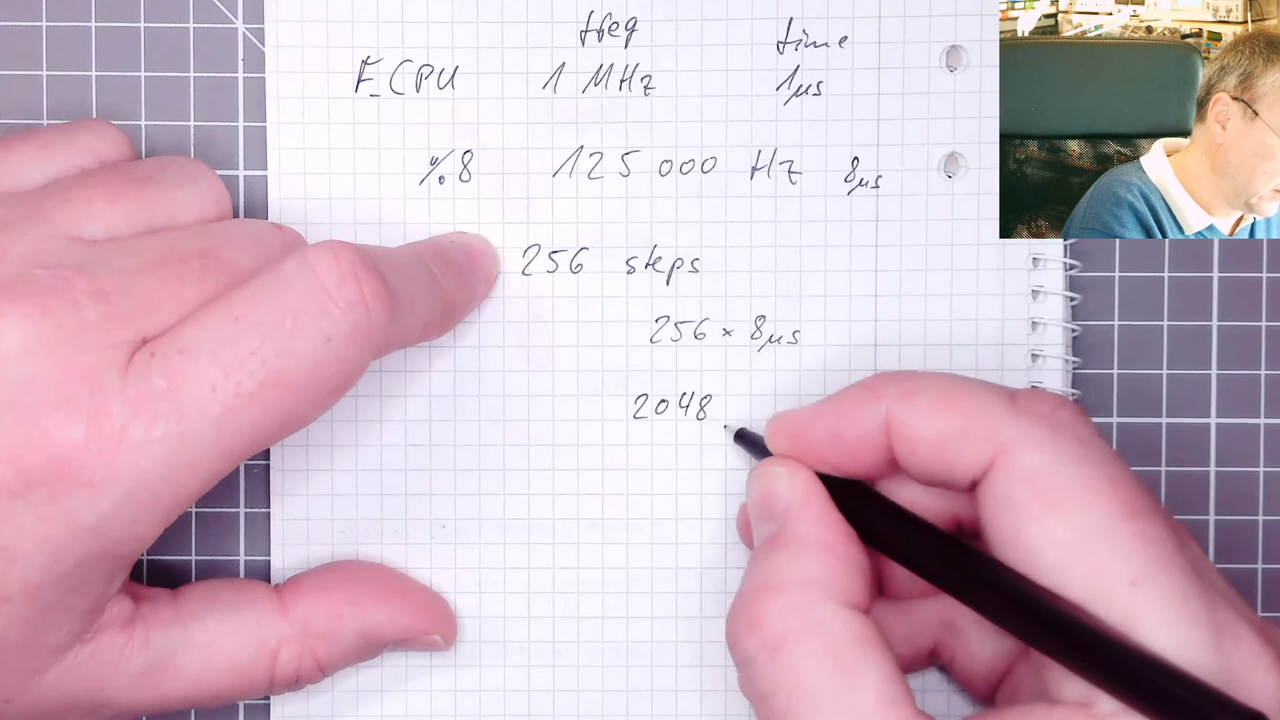 freq time
F_CPU 1 MHz 1µs
%8 125 000 Hz 8µs
256 steps
256 × 8µs
2048